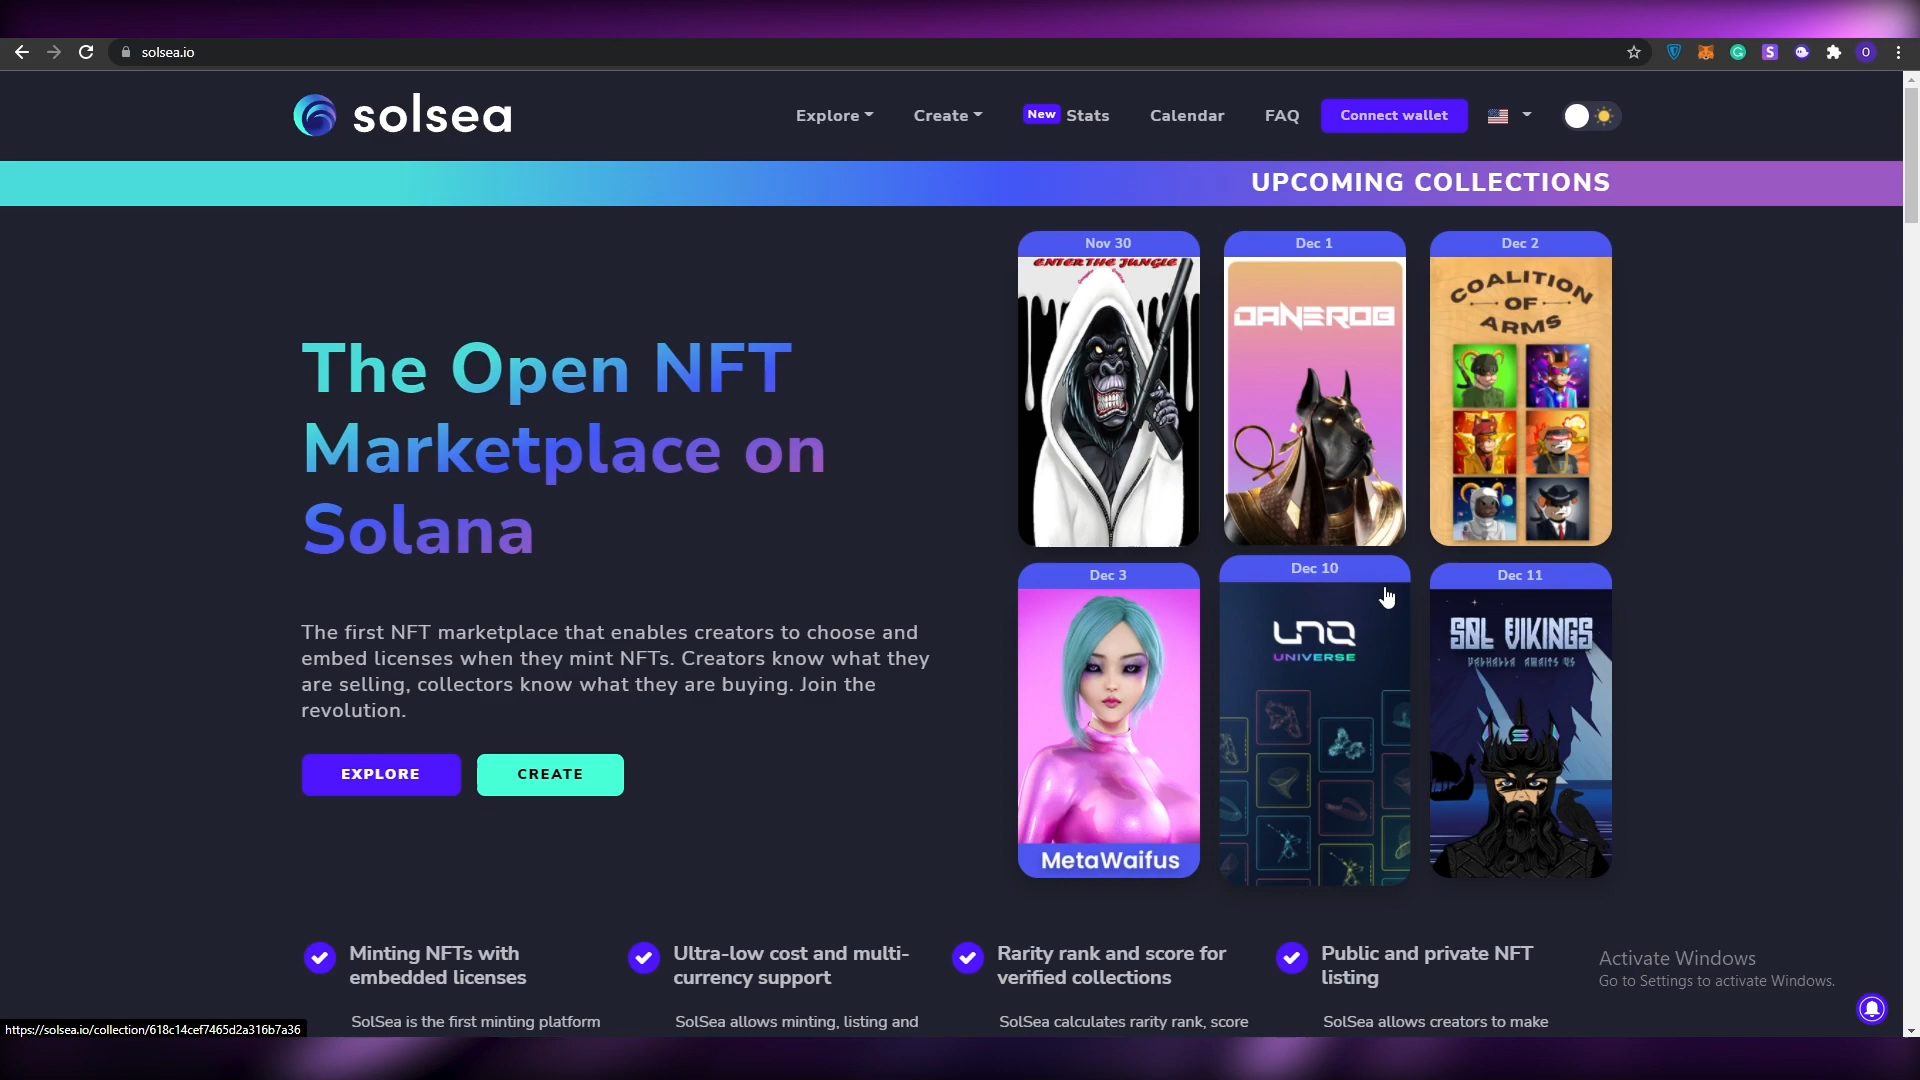 solsea.io
S
O
solsea
Explore
Create
New Stats
Calendar
FAQ
Connect wallet
UPCOMING COLLECTIONS
Nov 30
ENTER THE JUNGLE
Dec 1
DANEROB
Dec 2
COALITION
OF
ARMS
The Open NFT
Marketplace on
Solana
The first NFT marketplace that enables creators to choose and
embed licenses when they mint NFTs. Creators know what they
are selling, collectors know what they are buying. Join the
revolution.
EXPLORE
CREATE
Dec 3
MetaWaifus
Dec 10
UNQ
UNIVERSE
Dec 11
SOL VIKINGS
VALHALLA AWAITS US
Minting NFTs with
embedded licenses
SolSea is the first minting platform
Ultra-low cost and multi-
currency support
SolSea allows minting, listing and
Rarity rank and score for
verified collections
SolSea calculates rarity rank, score
Public and private NFT
listing
SolSea allows creators to make
Activate Windows
Go to Settings to activate Windows.
https://solsea.io/collection/618c14cef7465d2a316b7a36